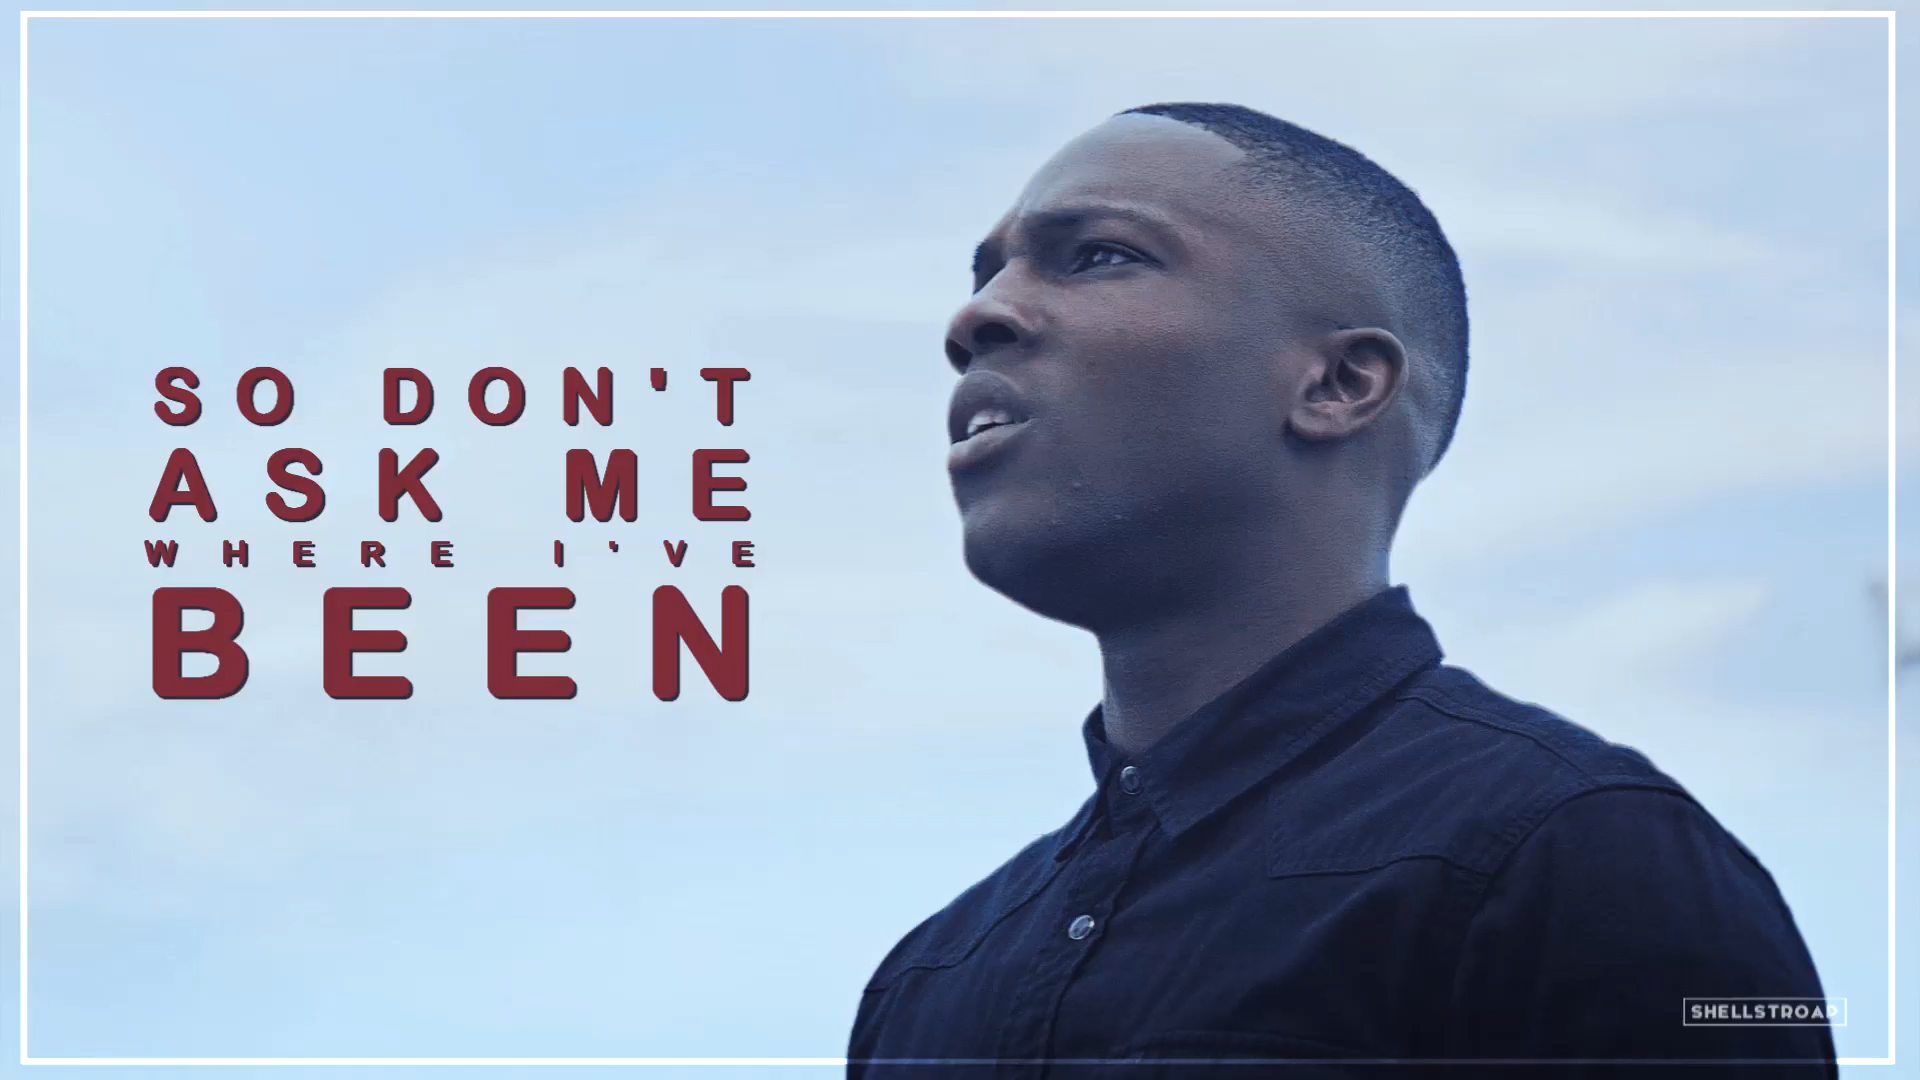 SO DON'T
ASK ME
WHERE I'VE
BEEN
SHELLSTROAD